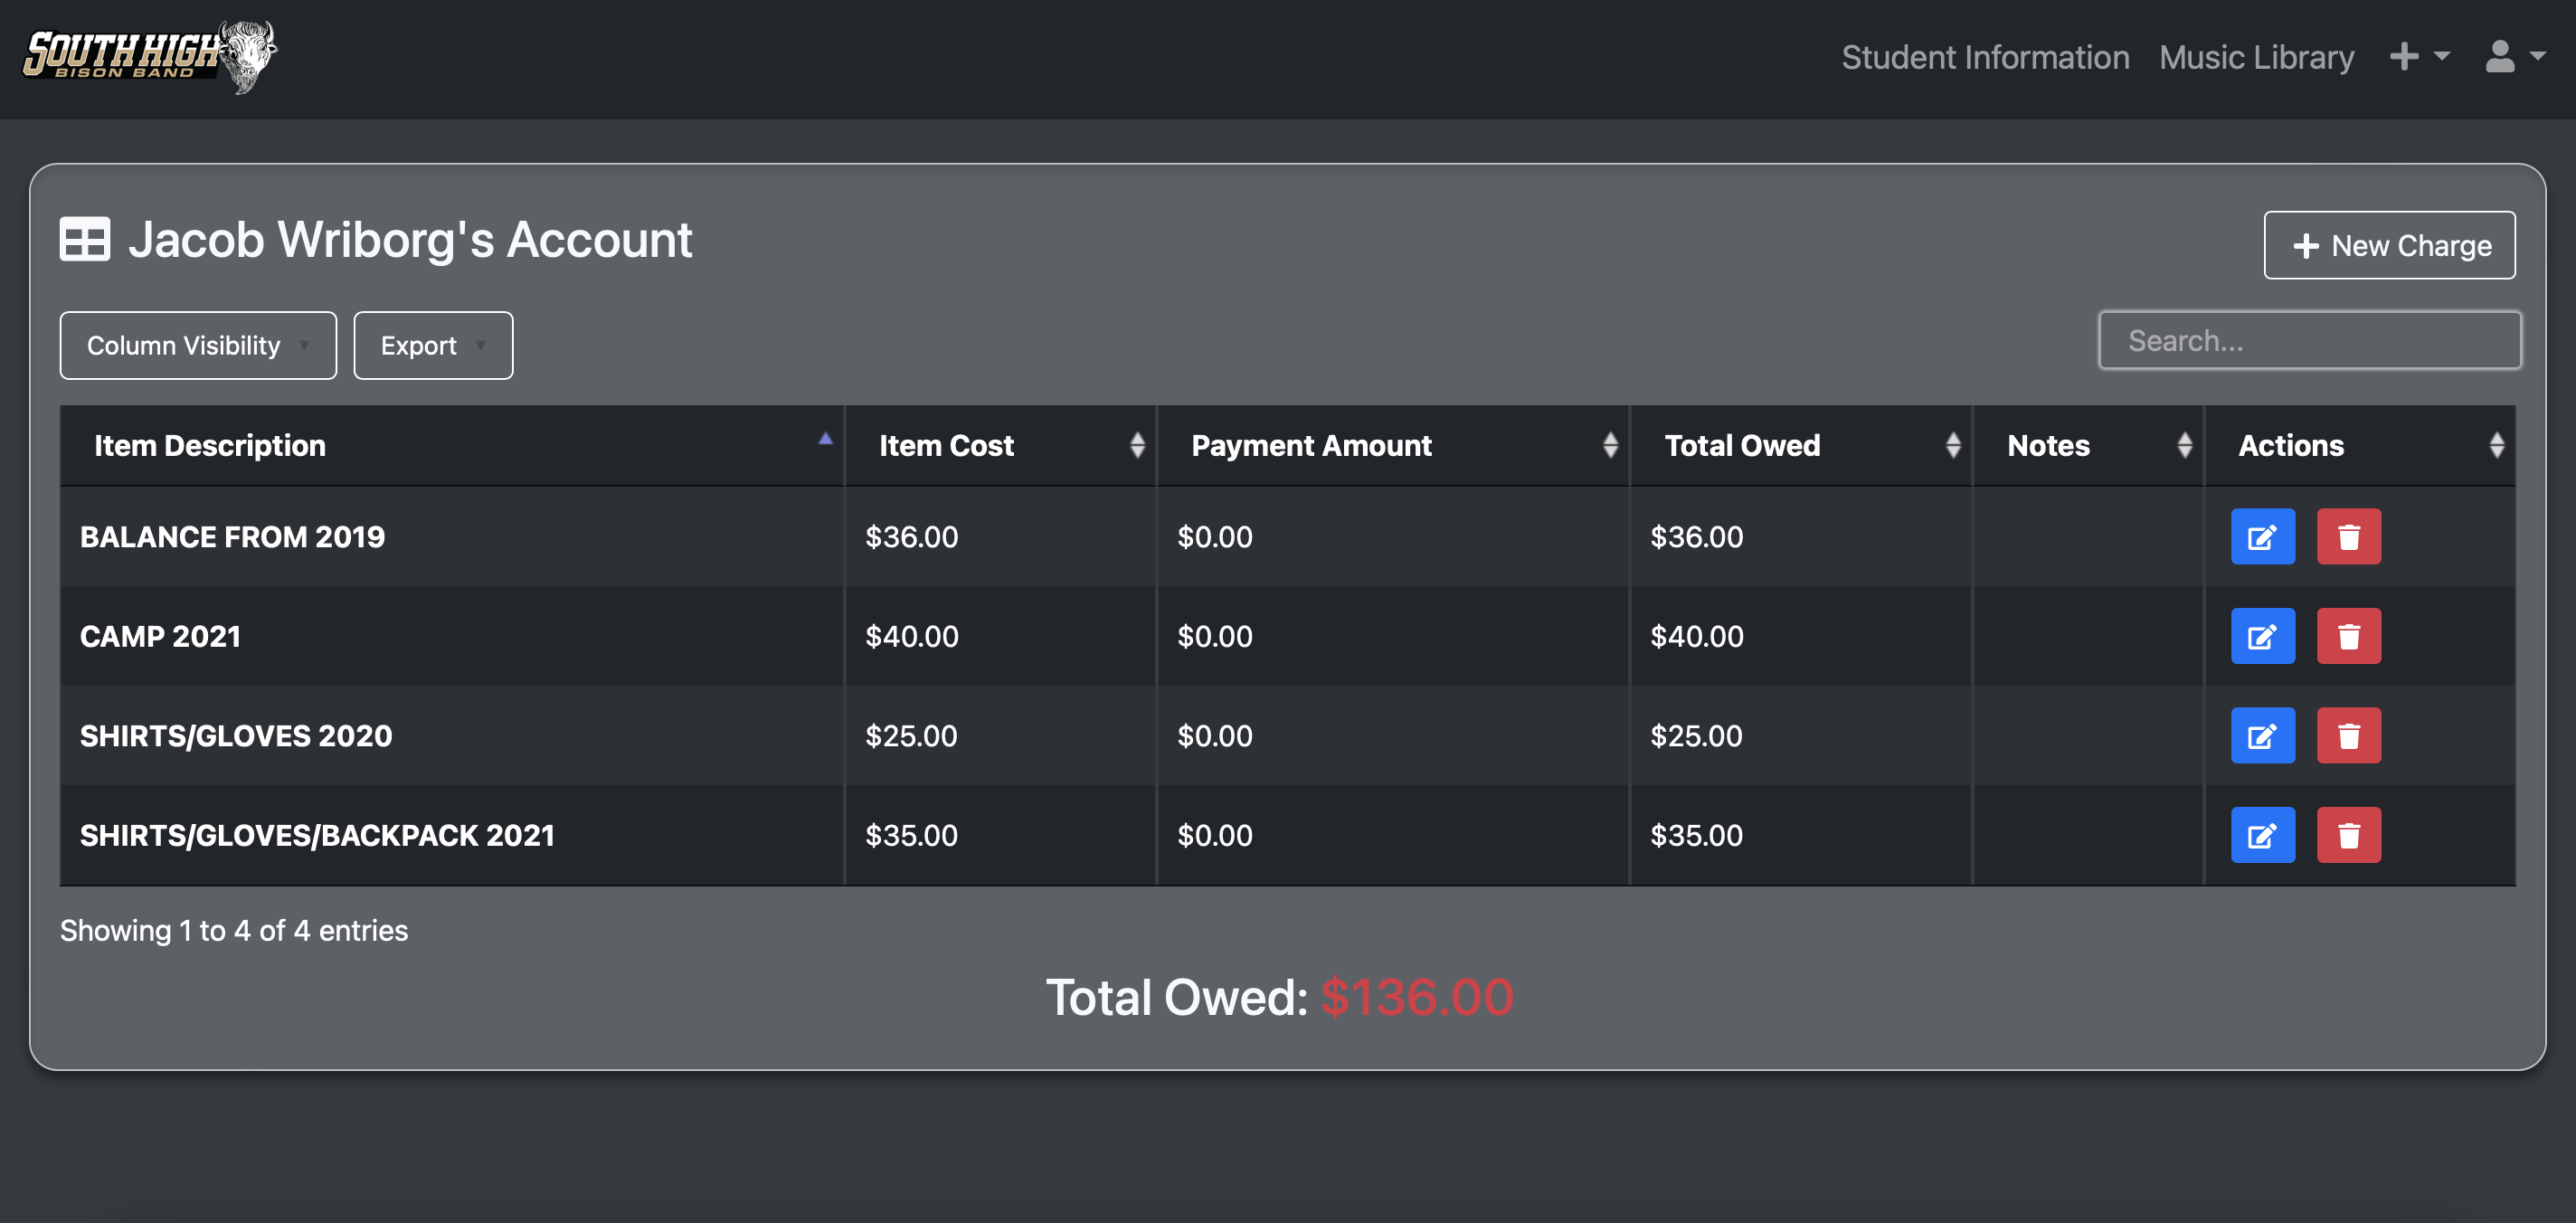 SOUTH HIGH
BISON BAND
Student Information Music Library
Jacob Wriborg's Account
New Charge
Column Visibility Export
Search...
Item Description Item Cost Payment Amount Total Owed Notes Actions
BALANCE FROM 2019 $36.00 $0.00 $36.00
CAMP 2021 $40.00 $0.00 $40.00
SHIRTS/GLOVES 2020 $25.00 $0.00 $25.00
SHIRTS/GLOVES/BACKPACK 2021 $35.00 $0.00 $35.00
Showing 1 to 4 of 4 entries
Total Owed: $136.00